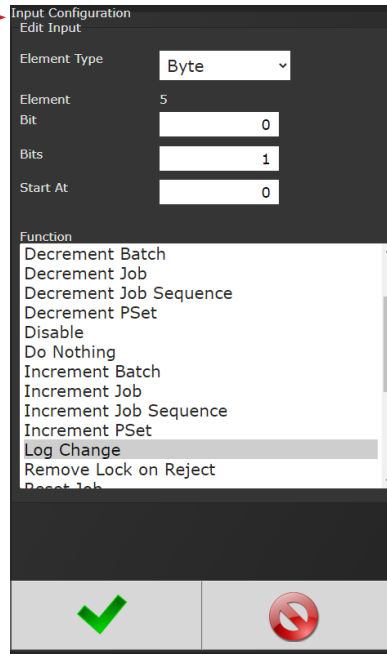 Input Configuration
Edit Input
Element Type Byte
Element 5
Bit 0
Bits 1
Start At 0
Function
Decrement Batch
Decrement Job
Decrement Job Sequence
Decrement PSet
Disable
Do Nothing
Increment Batch
Increment Job
Increment Job Sequence
Increment PSet
Log Change
Remove Lock on Reject
Reset Job